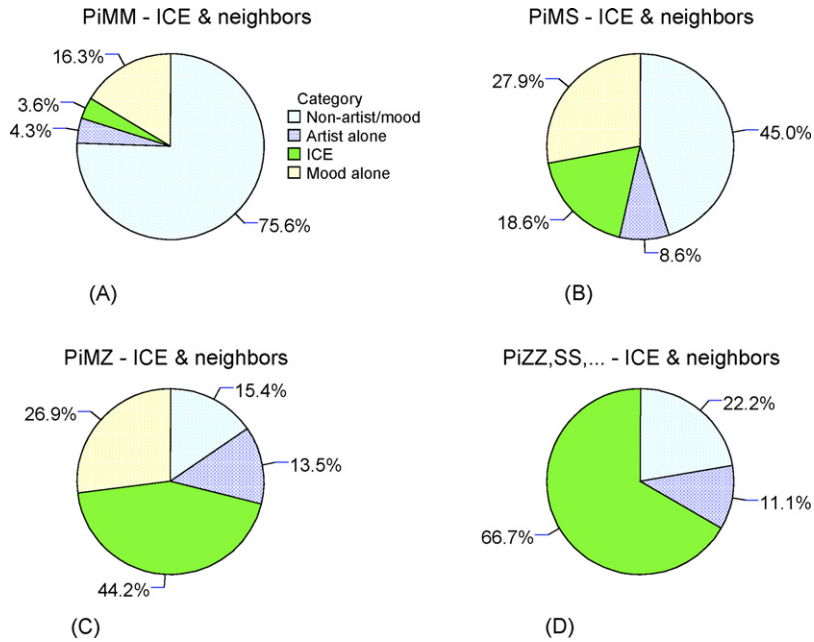 PiMM - ICE & neighbors
16.3%
3.6%
4.3%
75.6%
Category
Non-artist/mood
Artist alone
ICE
Mood alone
(A)
PiMS - ICE & neighbors
27.9%
45.0%
18.6%
8.6%
(B)
PiMZ - ICE & neighbors
15.4%
26.9%
13.5%
44.2%
(C)
PiZZ,SS,... - ICE & neighbors
22.2%
11.1%
66.7%
(D)